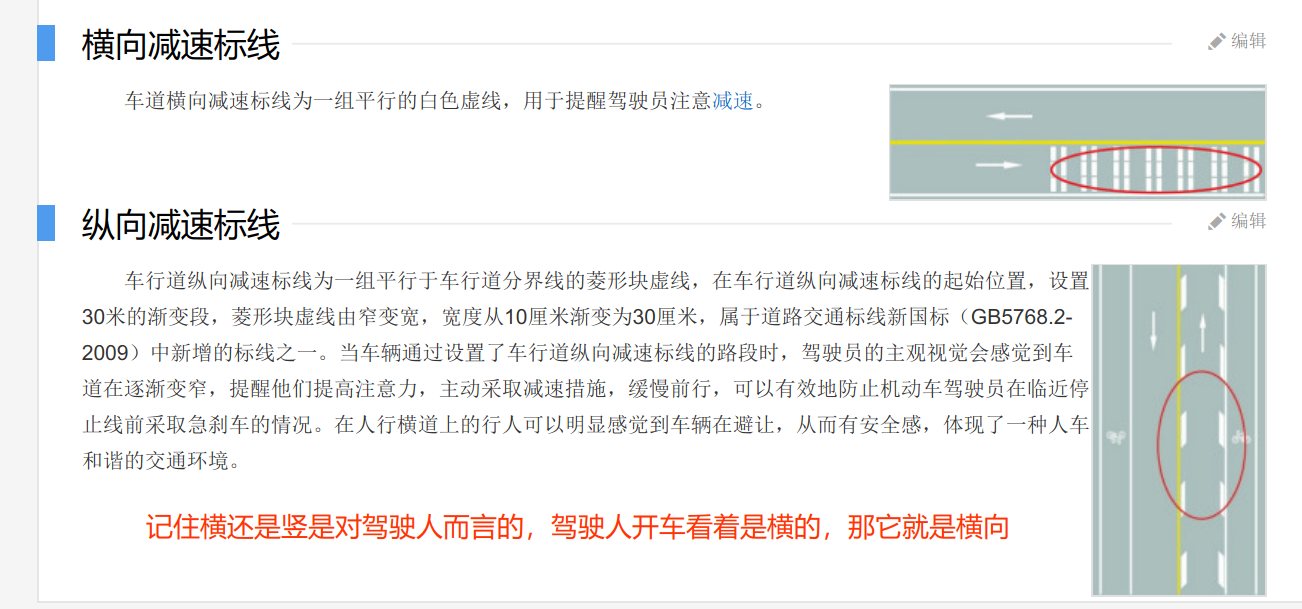 横向减速标线
编辑
车道横向减速标线为一组平行的白色虚线，用于提醒驾驶员注意减速。
纵向减速标线
编辑
车行道纵向减速标线为一组平行于车行道分界线的菱形块虚线，在车行道纵向减速标线的起始位置，设置
30米的渐变段，菱形块虚线由窄变宽，宽度从10厘米渐变为30厘米，属于道路交通标线新国标（GB5768.2-
2009）中新增的标线之一。当车辆通过设置了车行道纵向减速标线的路段时，驾驶员的主观视觉会感觉到车
道在逐渐变窄，提醒他们提高注意力，主动采取减速措施，缓慢前行，可以有效地防止机动车驾驶员在临近停
止线前采取急刹车的情况。在人行横道上的行人可以明显感觉到车辆在避让，从而有安全感，体现了一种人车
和谐的交通环境。
记住横还是竖是对驾驶人而言的，驾驶人开车看着是横的，那它就是横向